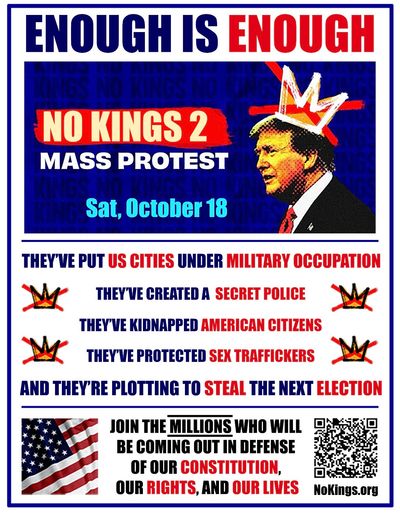 ENOUGH IS ENOUGH
NO KINGS 2
MASS PROTEST
Sat, October 18
THEY'VE PUT US CITIES UNDER MILITARY OCCUPATION
THEY'VE CREATED A SECRET POLICE
THEY'VE KIDNAPPED AMERICAN CITIZENS
THEY'VE PROTECTED SEX TRAFFICKERS
AND THEY'RE PLOTTING TO STEAL THE NEXT ELECTION
JOIN THE MILLIONS WHO WILL
BE COMING OUT IN DEFENSE
OF OUR CONSTITUTION,
OUR RIGHTS, AND OUR LIVES
NoKings.org